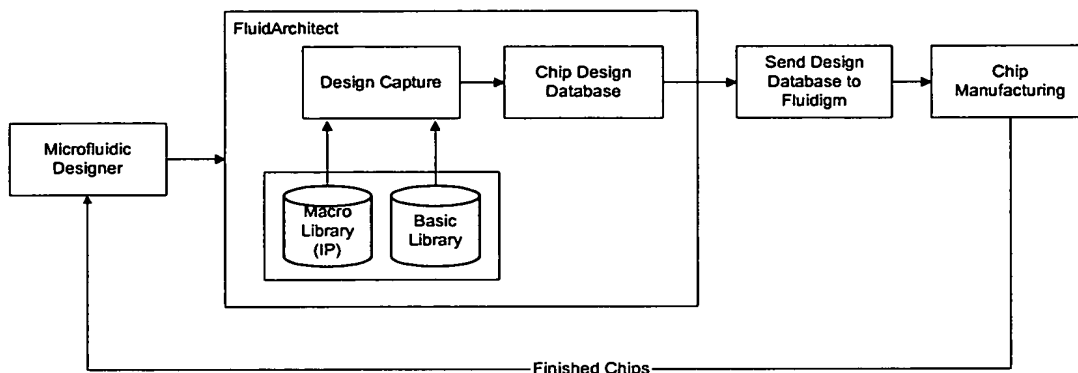 FluidArchitect
Design Capture
Chip Design
Database
Send Design
Database to
Fluidigm
Chip
Manufacturing
Microfluidic
Designer
Macro
Library
(IP)
Basic
Library
Finished Chips